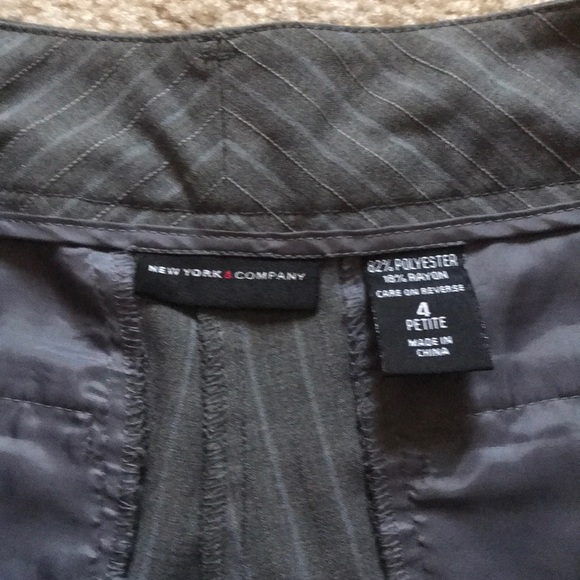 NEW YORK & COMPANY
82% POLYESTER
18% RAYON
CARE ON REVERSE
4
PETITE
MADE IN
CHINA